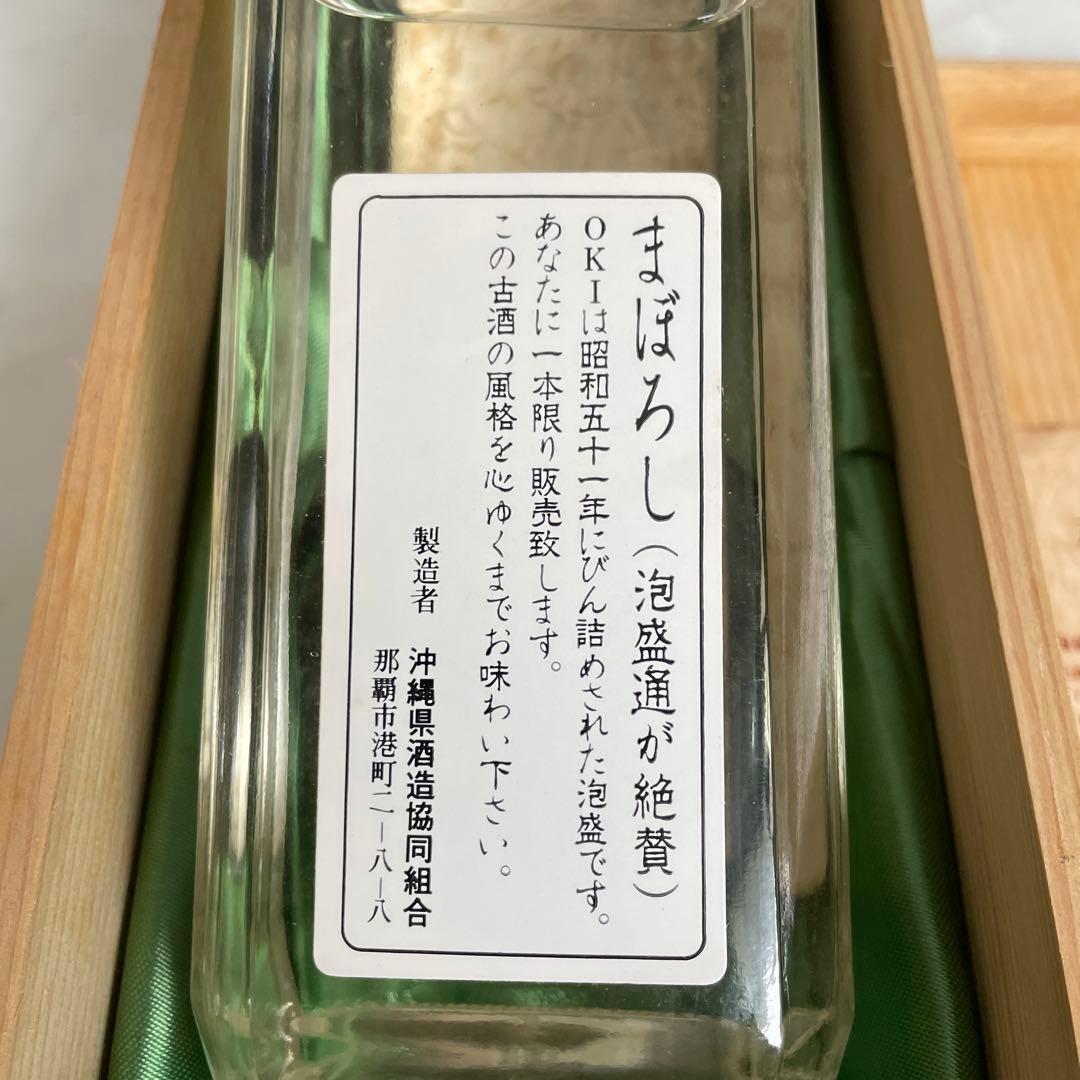 まぼろし(泡盛通が絶賛)
OKIは昭和五十一年にびん詰めされた泡盛です。
あなたに一本限り販売致します。
この古酒の風格を心ゆくまでお味わい下さい。
製造者 沖縄県酒造協同組合
那覇市港町二ー八ー八